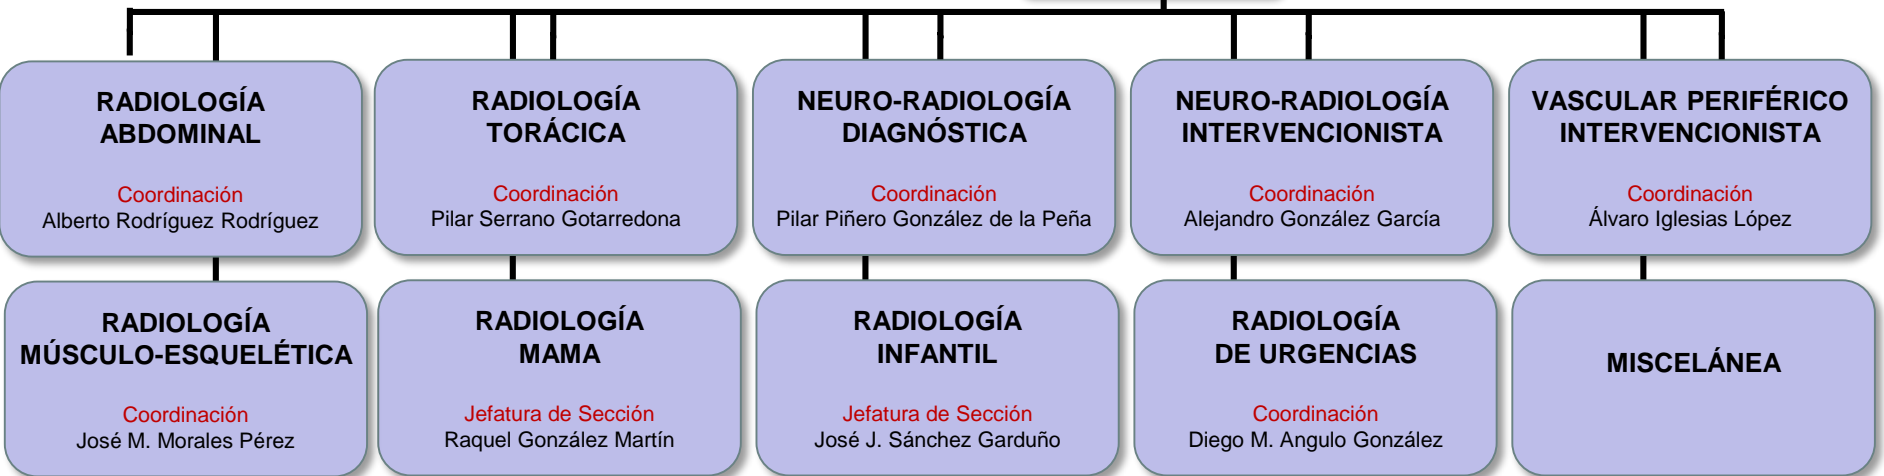 RADIOLOGÍA
ABDOMINAL
Coordinación
Alberto Rodríguez Rodríguez
RADIOLOGÍA
TORÁCICA
Coordinación
Pilar Serrano Gotarredona
NEURO-RADIOLOGÍA
DIAGNÓSTICA
Coordinación
Pilar Piñero González de la Peña
NEURO-RADIOLOGÍA
INTERVENCIONISTA
Coordinación
Alejandro González García
VASCULAR PERIFÉRICO
INTERVENCIONISTA
Coordinación
Álvaro Iglesias López
RADIOLOGÍA
MÚSCULO-ESQUELÉTICA
Coordinación
José M. Morales Pérez
RADIOLOGÍA
MAMA
Jefatura de Sección
Raquel González Martín
RADIOLOGÍA
INFANTIL
Jefatura de Sección
José J. Sánchez Garduño
RADIOLOGÍA
DE URGENCIAS
Coordinación
Diego M. Angulo González
MISCELÁNEA